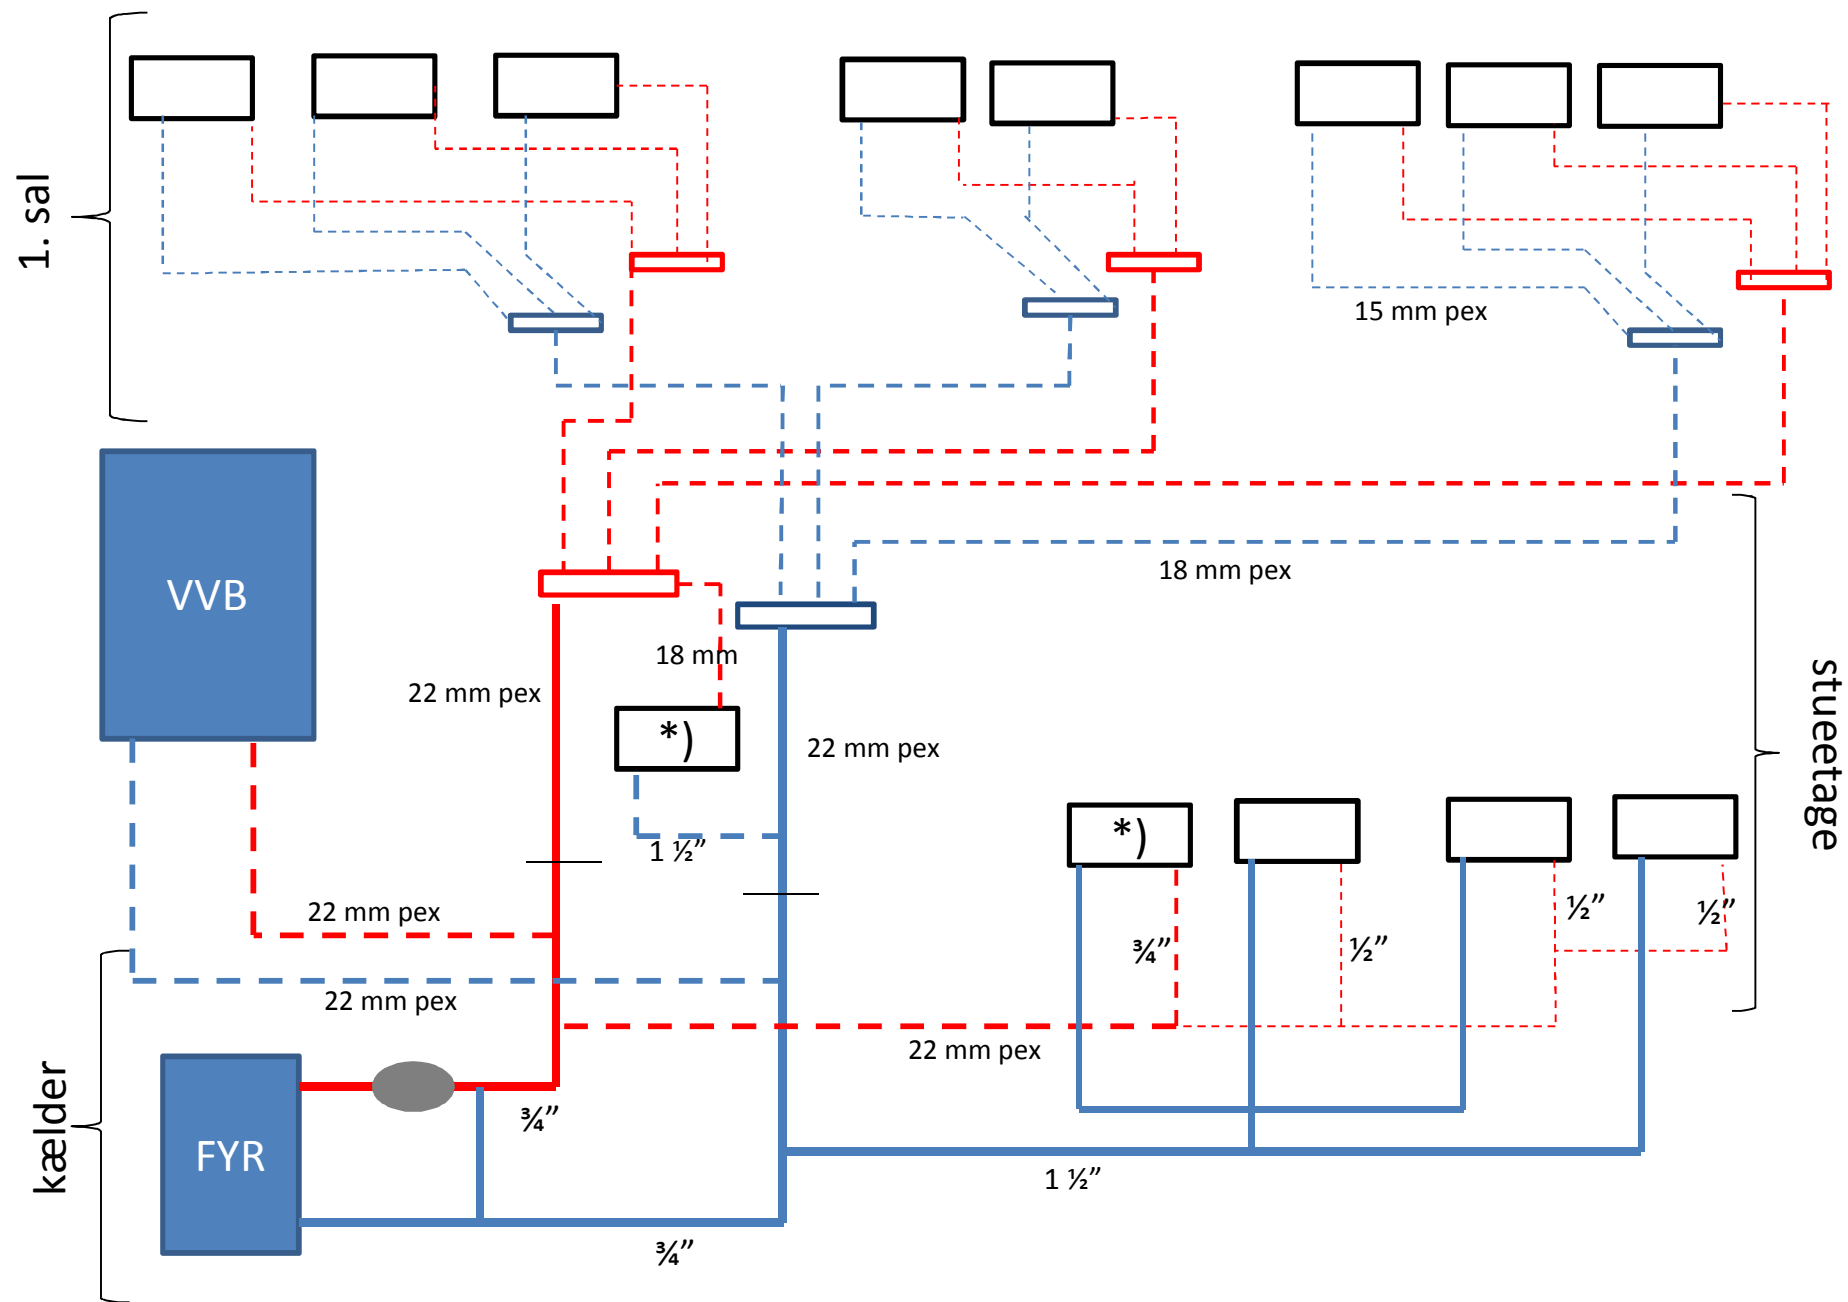 1. sal
15 mm pex
VVB
18 mm pex
18 mm
22 mm pex
*)
22 mm pex
stueetage
1 ½”
*)
22 mm pex
½”
½”
¾”
½”
22 mm pex
22 mm pex
kælder
¾”
FYR
1 ½”
¾”